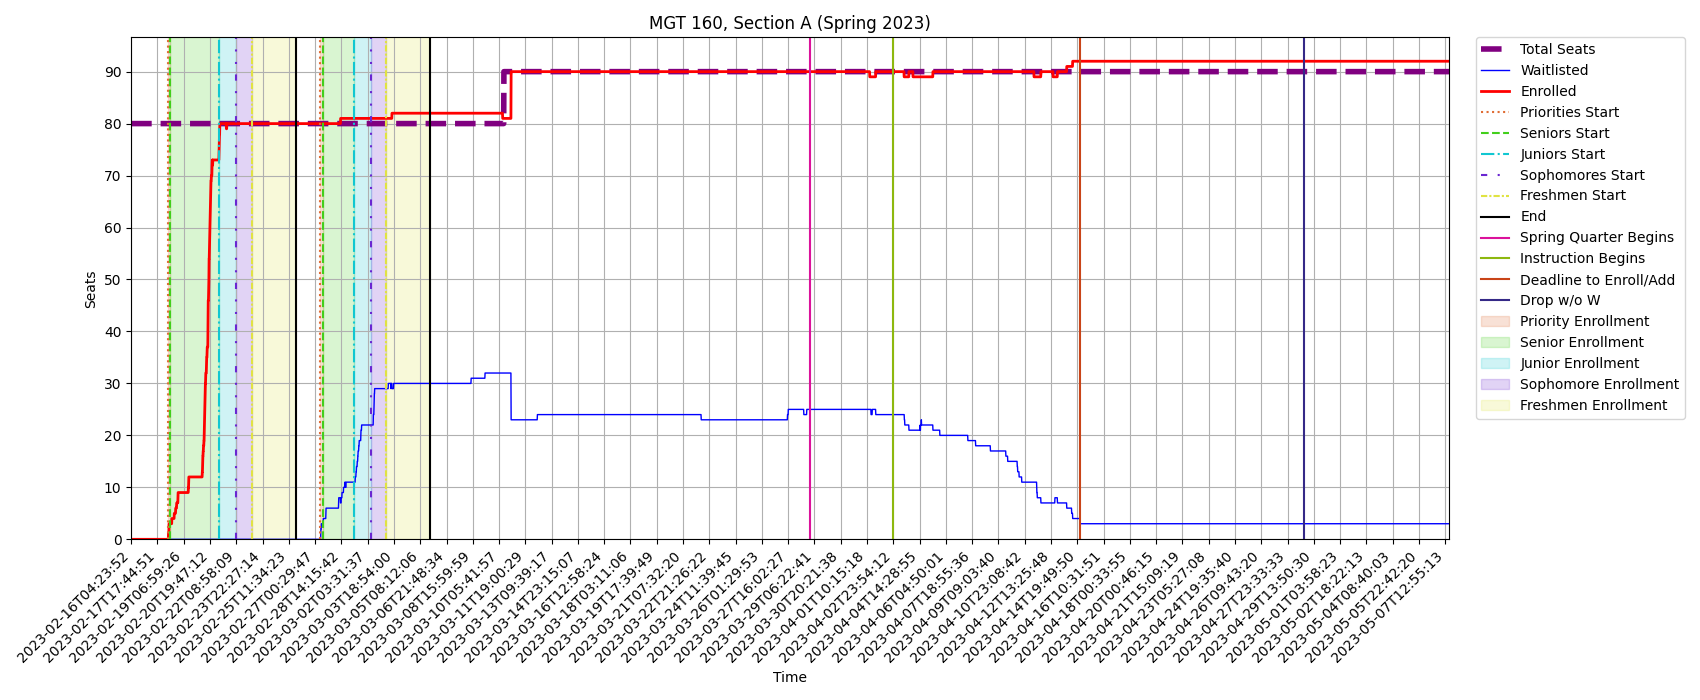 MGT 160, Section A (Spring 2023)
Seats
90
80
70
60
50
40
30
20
10
0
2023-02-16T04:23:52
2023-02-17T17:44:51
2023-02-19T06:59:26
2023-02-20T19:47:12
2023-02-22T08:58:09
2023-02-23T22:27:14
2023-02-25T11:34:23
2023-02-27T00:29:47
2023-02-28T14:15:42
2023-03-02T03:31:37
2023-03-03T18:54:00
2023-03-05T08:12:06
2023-03-06T21:48:34
2023-03-08T15:59:59
2023-03-10T05:41:57
2023-03-11T19:00:29
2023-03-13T09:39:17
2023-03-14T23:15:07
2023-03-16T12:58:24
2023-03-18T03:11:06
2023-03-19T17:39:49
2023-03-21T07:32:20
2023-03-22T21:26:22
2023-03-24T11:39:45
2023-03-26T01:29:53
2023-03-27T16:02:27
2023-03-29T06:22:41
2023-03-30T20:21:38
2023-04-01T10:15:18
2023-04-02T23:54:12
2023-04-04T14:28:55
2023-04-06T04:50:01
2023-04-07T18:55:36
2023-04-09T09:03:40
2023-04-10T23:08:42
2023-04-12T13:25:48
2023-04-14T19:49:50
2023-04-16T10:31:51
2023-04-18T00:33:55
2023-04-20T00:46:15
2023-04-21T15:09:19
2023-04-23T05:27:08
2023-04-24T19:35:40
2023-04-26T09:43:20
2023-04-27T23:33:33
2023-04-29T13:50:30
2023-05-01T03:58:23
2023-05-02T18:22:13
2023-05-04T08:40:03
2023-05-05T22:42:20
2023-05-07T12:55:13
Time
Total Seats
Waitlisted
Enrolled
Priorities Start
Seniors Start
Juniors Start
Sophomores Start
Freshmen Start
End
Spring Quarter Begins
Instruction Begins
Deadline to Enroll/Add
Drop w/o W
Priority Enrollment
Senior Enrollment
Junior Enrollment
Sophomore Enrollment
Freshmen Enrollment